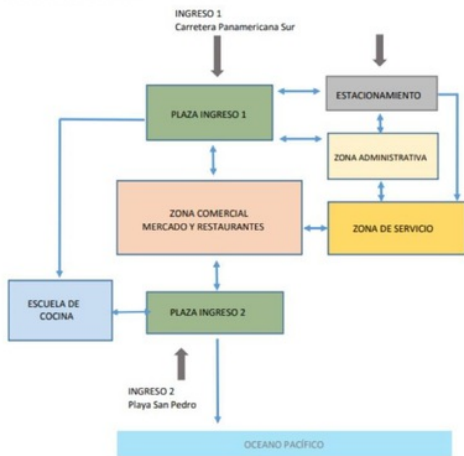 INGRESO 1
Carretera Panamericana Sur
ESTACIONAMIENTO
PLAZA INGRESO 1
ZONA ADMINISTRATIVA
ZONA COMERCIAL
MERCADO Y RESTAURANTES
ZONA DE SERVICIO
ESCUELA DE
COCINA
PLAZA INGRESO 2
INGRESO 2
Playa San Pedro
OCEANO PACÍFICO